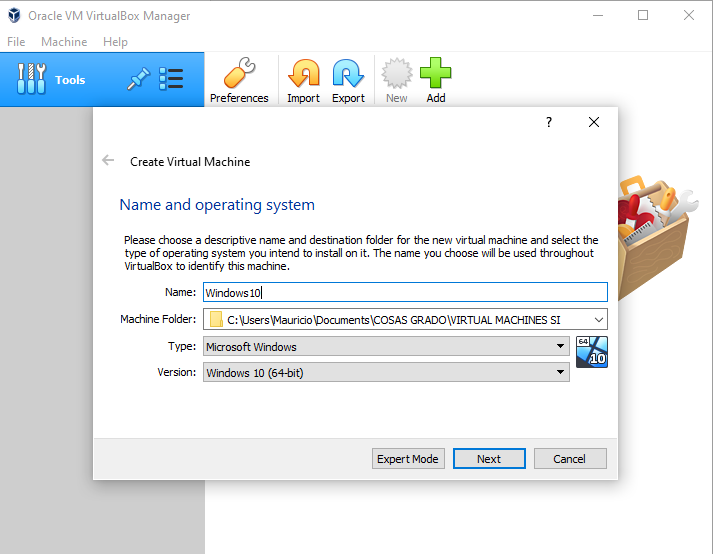 Oracle VM VirtualBox Manager
File Machine Help
Tools
Preferences Import Export New Add
?
Create Virtual Machine
Name and operating system
Please choose a descriptive name and destination folder for the new virtual machine and select the
type of operating system you intend to install on it. The name you choose will be used throughout
VirtualBox to identify this machine.
Name: Windows10
Machine Folder: C:\Users\Mauricio\Documents\COSAS GRADO\VIRTUAL MACHINES SI
Type: Microsoft Windows
64
10
Version: Windows 10 (64-bit)
Expert Mode Next Cancel